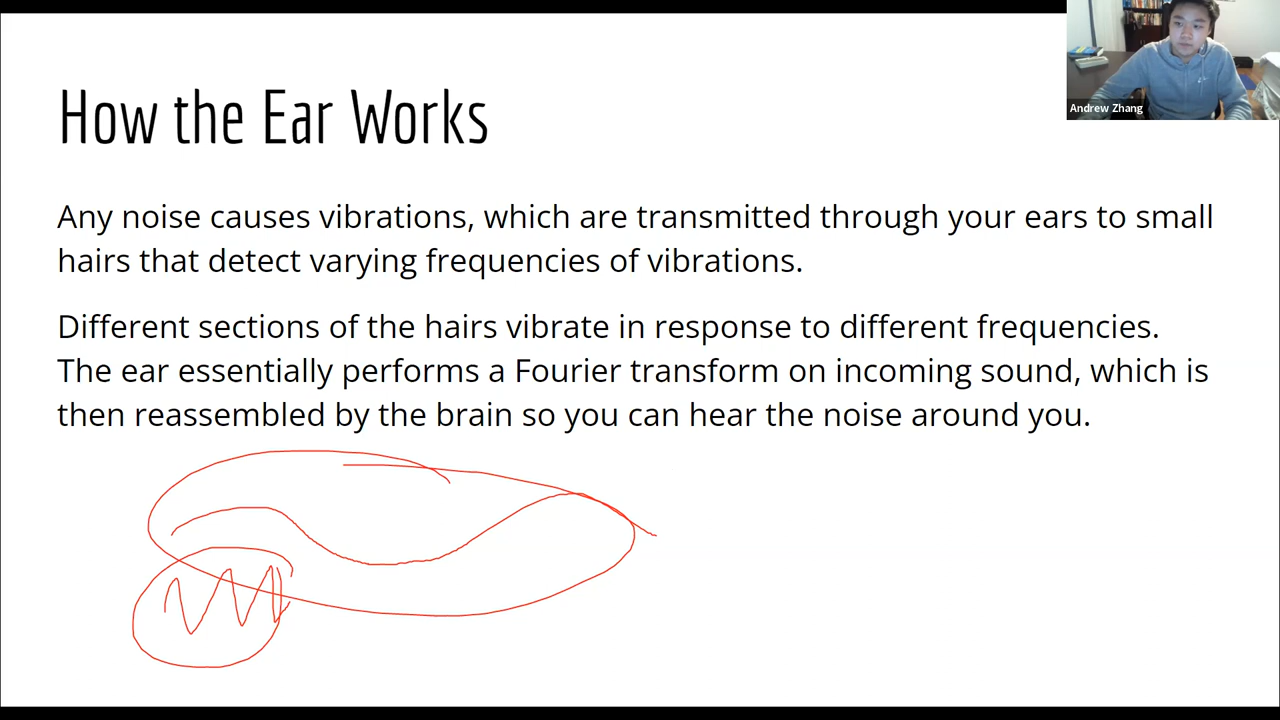 How the Ear Works
Andrew Zhang
Any noise causes vibrations, which are transmitted through your ears to small
hairs that detect varying frequencies of vibrations.
Different sections of the hairs vibrate in response to different frequencies.
The ear essentially performs a Fourier transform on incoming sound, which is
then reassembled by the brain so you can hear the noise around you.